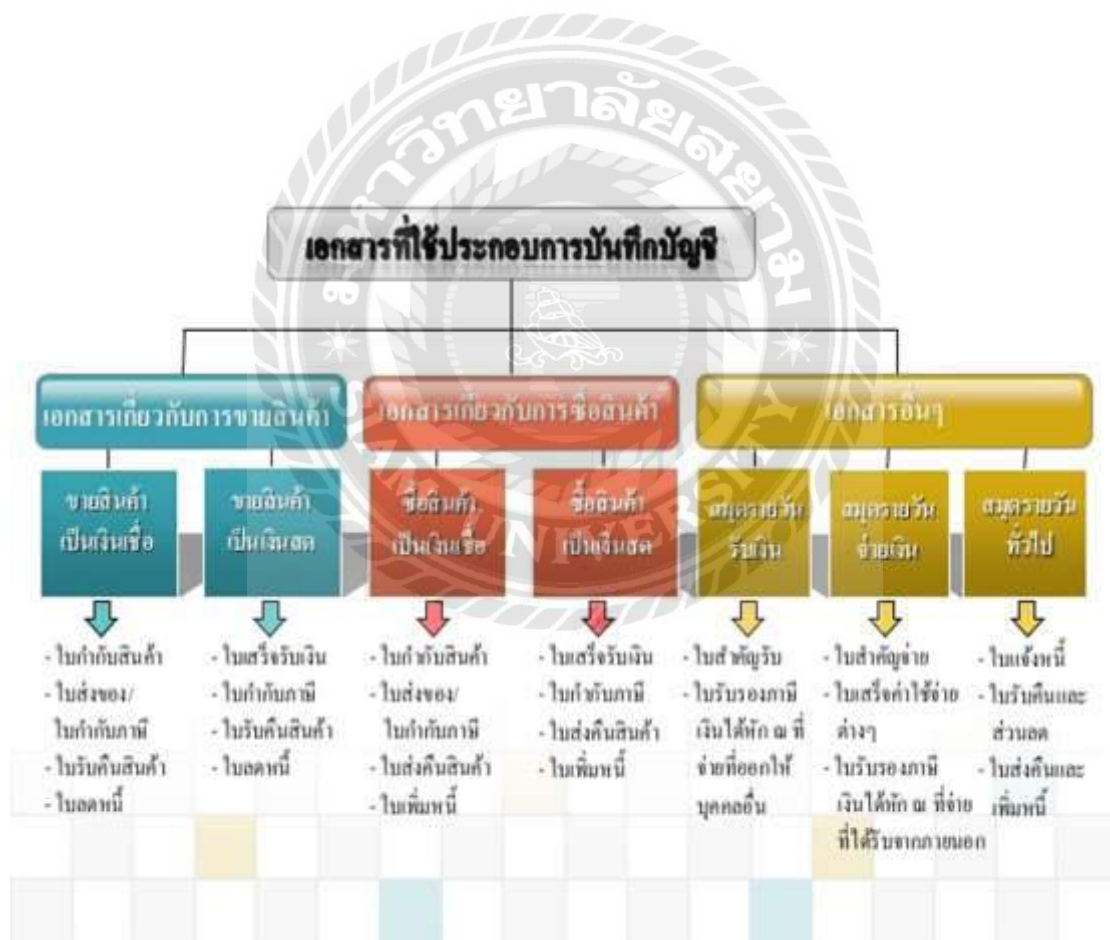 มหาวิทยาลัยสยาม
เอกสารที่ใช้ประกอบการบันทึกบัญชี
เอกสารเกี่ยวกับการขายสินค้า
เอกสารเกี่ยวกับการซื้อสินค้า
เอกสารอื่นๆ
SIAM UNIVERSITY
ขายสินค้า
เป็นเงินเชื่อ
ขายสินค้า
เป็นเงินสด
ซื้อสินค้า
เป็นเงินเชื่อ
ซื้อสินค้า
เป็นเงินสด
สมุดรายวัน
รับเงิน
สมุดรายวัน
จ่ายเงิน
สมุดรายวัน
ทั่วไป
- ใบกำกับสินค้า
- ใบส่งของ/
ใบกำกับภาษี
- ใบรับคืนสินค้า
- ใบลดหนี้
- ใบเสร็จรับเงิน
- ใบกำกับภาษี
- ใบรับคืนสินค้า
- ใบลดหนี้
- ใบกำกับสินค้า
- ใบส่งของ/
ใบกำกับภาษี
- ใบส่งคืนสินค้า
- ใบเพิ่มหนี้
- ใบเสร็จรับเงิน
- ใบกำกับภาษี
- ใบส่งคืนสินค้า
- ใบเพิ่มหนี้
- ใบสำคัญรับ
- ใบรับรองภาษี
เงินได้หัก ณ ที่
จ่ายที่ออกให้
บุคคลอื่น
- ใบสำคัญจ่าย
- ใบเสร็จค่าใช้จ่าย
ต่างๆ
- ใบรับรองภาษี
เงินได้หัก ณ ที่จ่าย
ที่ได้รับจากภายนอก
- ใบแจ้งหนี้
- ใบรับคืนและ
ส่วนลด
- ใบส่งคืนและ
เพิ่มหนี้